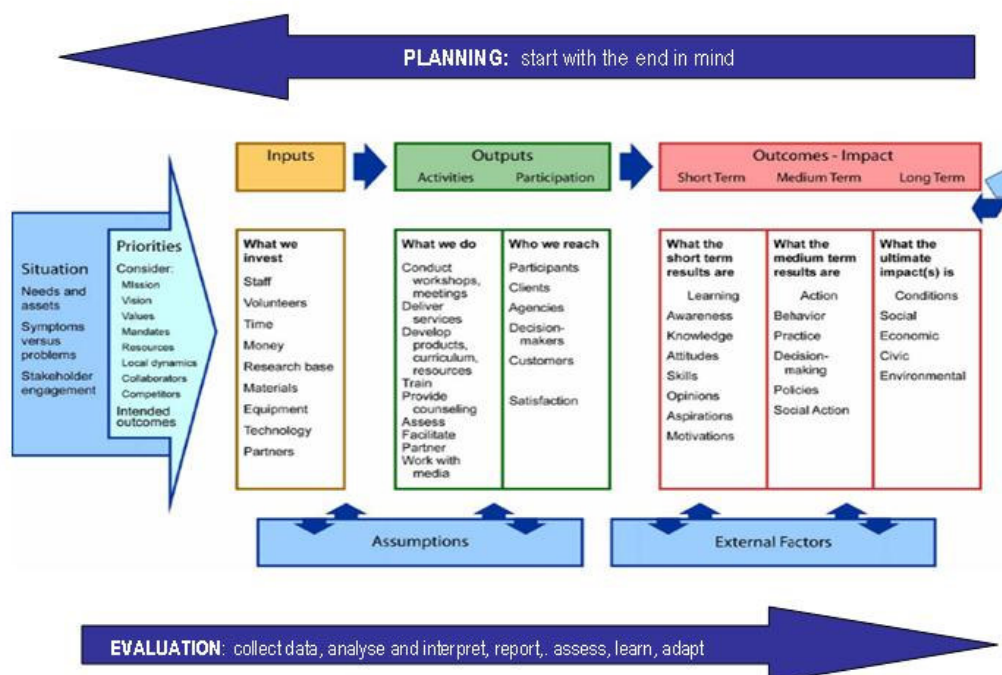 PLANNING: start with the end in mind
Inputs
Outputs
Activities
Participation
Outcomes - Impact
Short Term
Medium Term
Long Term
Situation
Needs and
assets
Symptoms
versus
problems
Stakeholder
engagement
Priorities
Consider:
MIssion
Vision
Values
Mandates
Resources
Local dynamics
Collaborators
Competitors
Intended
outcomes
What we
invest
Staff
Volunteers
Time
Money
Research base
Materials
Equipment
Technology
Partners
What we do
Conduct
workshops,
meetings
Deliver
services
Develop
products,
curriculum,
resources
Train
Provide
counseling
Assess
Facilitate
Partner
Work with
media
Who we reach
Participants
Clients
Agencies
Decision-
makers
Customers
Satisfaction
What the
short term
results are
Learning
Awareness
Knowledge
Attitudes
Skills
Opinions
Aspirations
Motivations
What the
medium term
results are
Action
Behavior
Practice
Decision-
making
Policies
Social Action
What the
ultimate
impact(s) is
Conditions
Social
Economic
Civic
Environmental
Assumptions
External Factors
EVALUATION: collect data, analyse and interpret, report,. assess, learn, adapt